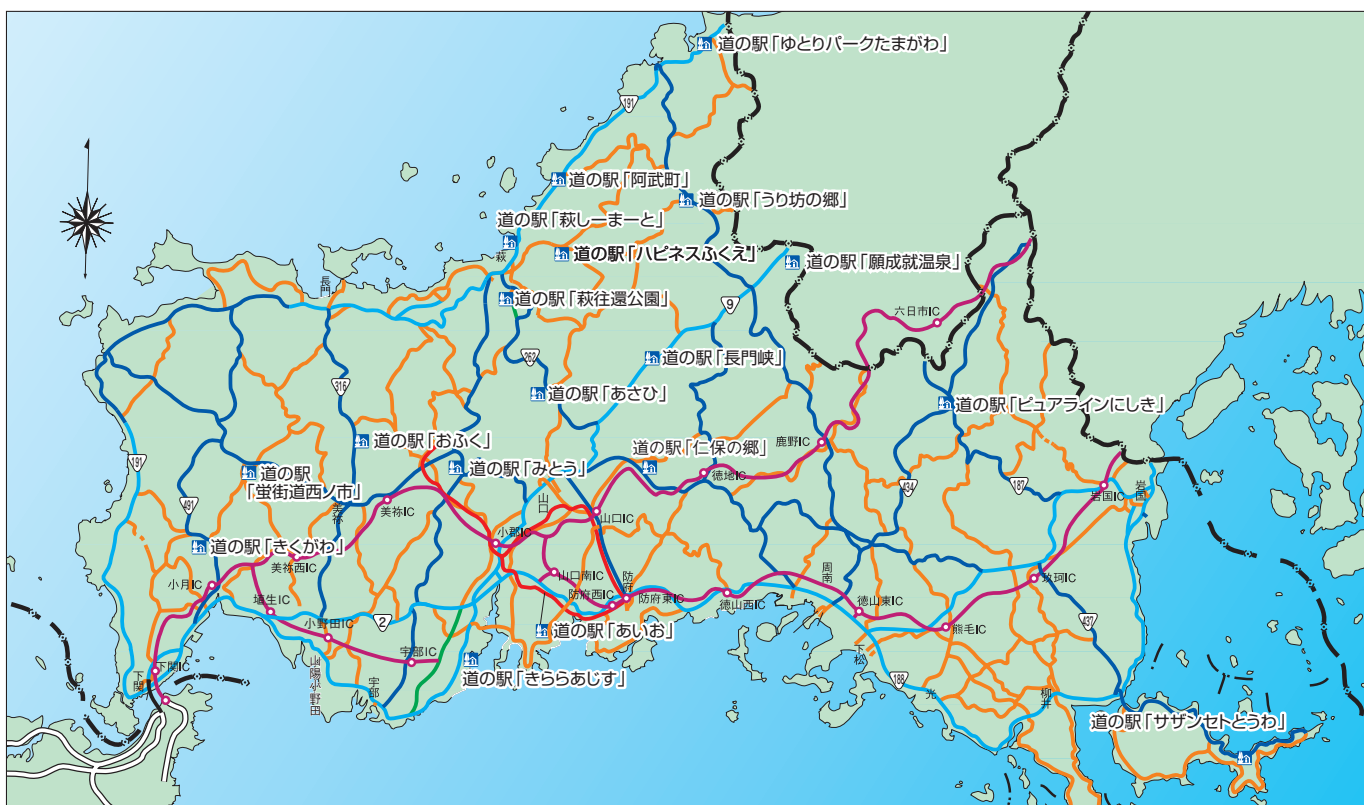 道の駅「ゆとりパークたまがわ」
191
道の駅「阿武町」
道の駅「うり坊の郷」
道の駅「萩しーまーと」
萩
道の駅「ハピネスふくえ」
道の駅「願成就温泉」
長門
道の駅「萩往還公園」
9
六日市IC
262
道の駅「長門峡」
316
道の駅「あさひ」
道の駅「ピュアラインにしき」
道の駅「おふく」
道の駅「仁保の郷」
鹿野IC
191
道の駅「みとう」
道の駅
「蛍街道西ノ市」
徳地IC
434
187
岩国IC
岩国
491
美祢
美祢IC
山口
山口IC
道の駅「きくがわ」
小郡IC
美祢西IC
小月IC
山口南IC
防府
周南
玖珂IC
埴生IC
防府西IC
防府東IC
徳山西IC
徳山東IC
小野田IC
2
道の駅「あいお」
熊毛IC
437
宇部IC
下関IC
下関
山陽小野田
宇部
道の駅「きららあじす」
下松
188
光
柳井
道の駅「サザンセトとうわ」